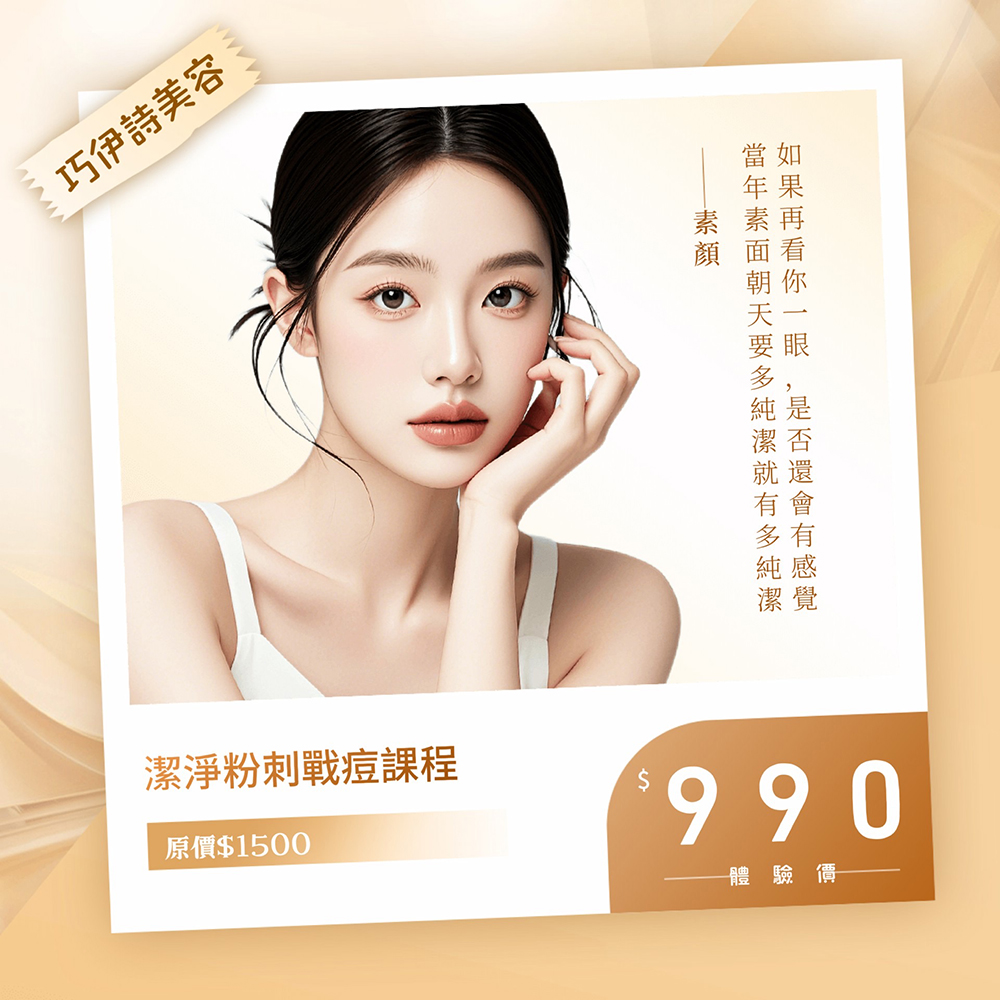 巧伊詩美容
如果再看你一眼,是否還會有感覺
當年素面朝天要多純潔就有多純潔
——素顏
潔淨粉刺戰痘課程
原價$1500
$990
體驗價